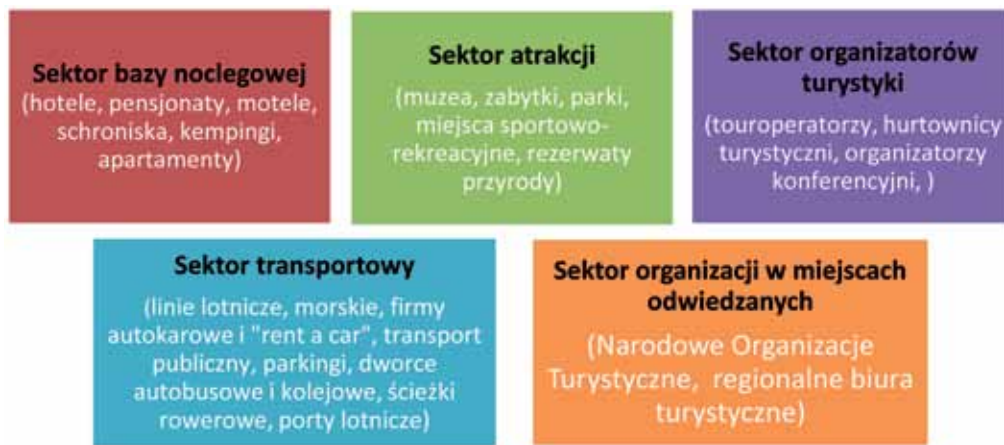 Sektor bazy noclegowej
(hotele, pensjonaty, motele,
schroniska, kempingi,
apartamenty)
Sektor atrakcji
(muzea, zabytki, parki,
miejsca sportowo-
rekreacyjne, rezerwaty
przyrody)
Sektor organizatorów
turystyki
(touroperatorzy, hurtownicy
turystyczni, organizatorzy
konferencyjni, )
Sektor transportowy
(linie lotnicze, morskie, firmy
autokarowe i "rent a car", transport
publiczny, parkingi, dworce
autobusowe i kolejowe, ścieżki
rowerowe, porty lotnicze)
Sektor organizacji w miejscach
odwiedzanych
(Narodowe Organizacje
Turystyczne, regionalne biura
turystyczne)